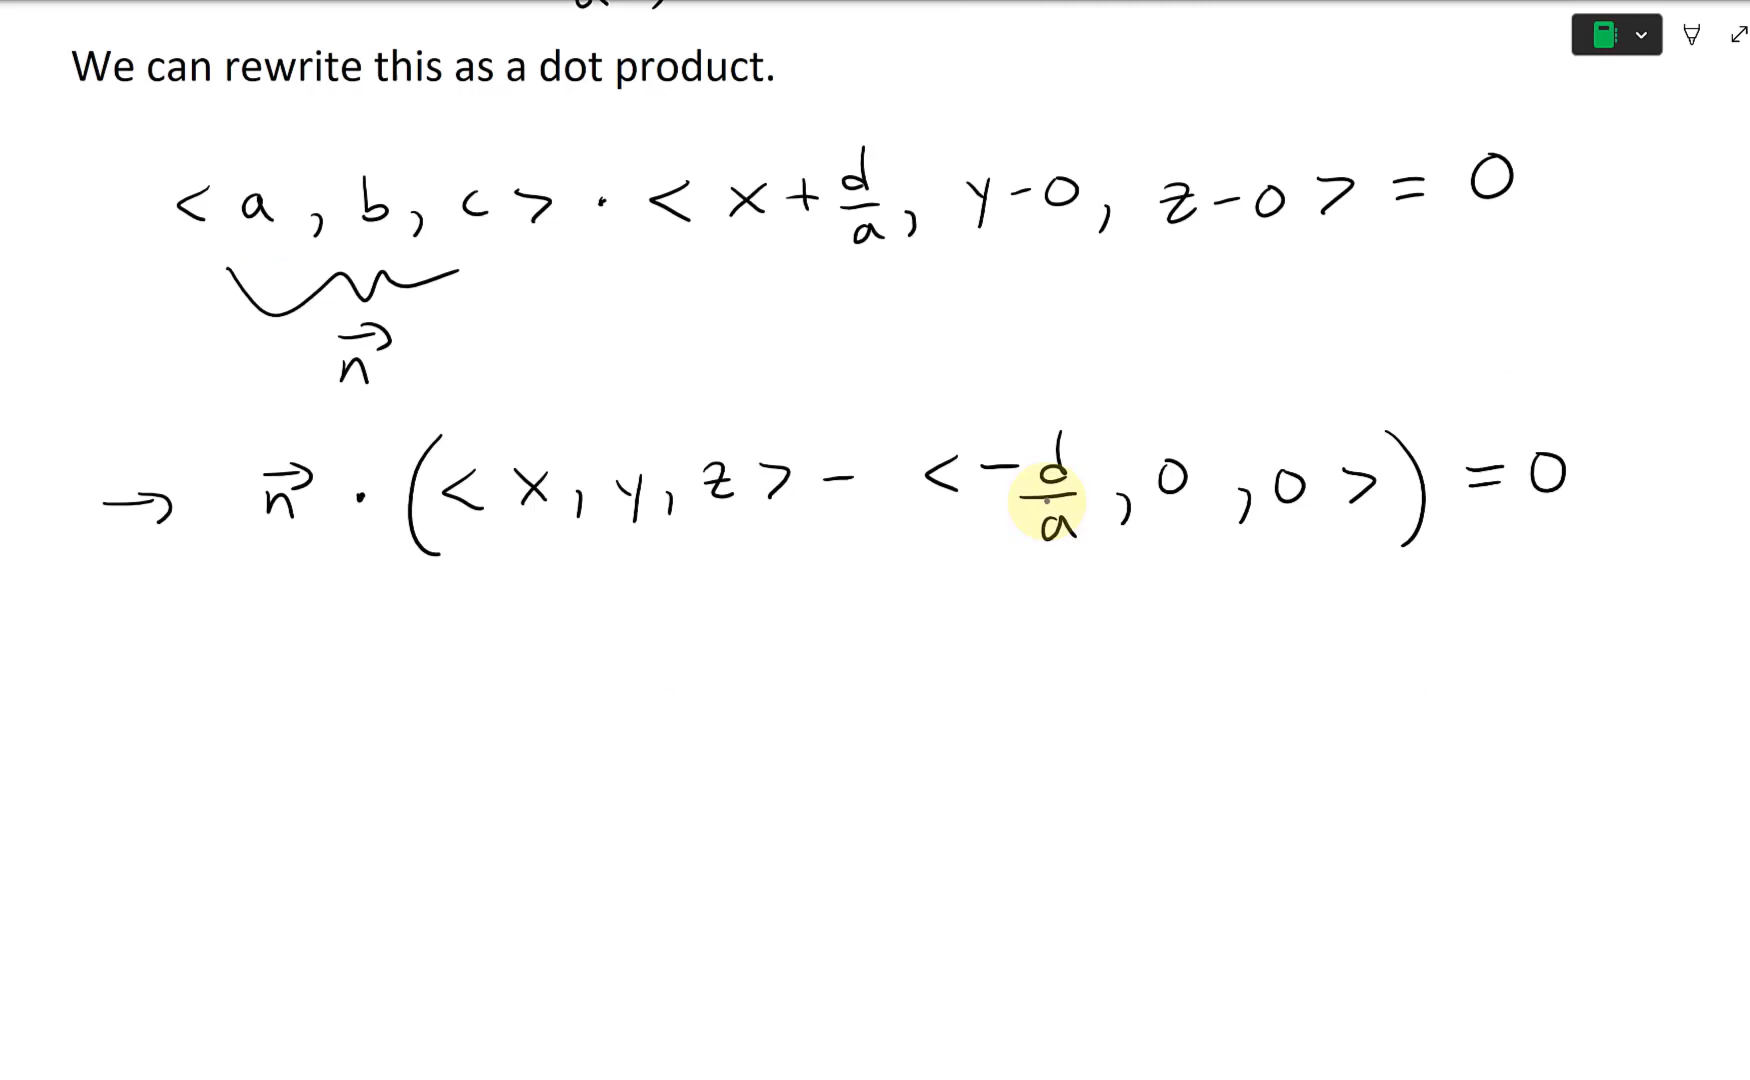 We can rewrite this as a dot product.
< a , b , c > · < x + d/a , y - 0 , z - 0 > = 0
n⃗
→ n⃗ · ( < x , y , z > - < - d/a , 0 , 0 > ) = 0